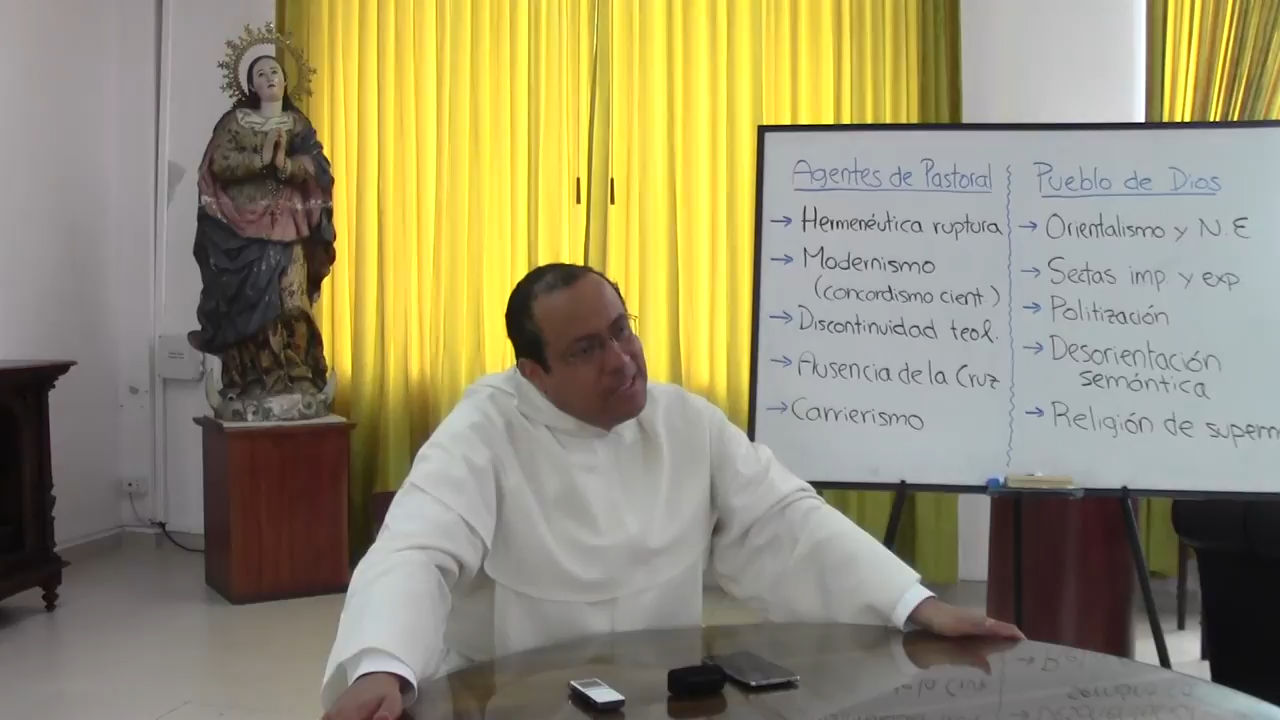 Agentes de Pastoral
→ Hermenéutica ruptura
→ Modernismo
(concordismo cient.)
→ Discontinuidad teol.
→ Ausencia de la Cruz
→ Carrierismo
Pueblo de Dios
→ Orientalismo y N.E
→ Sectas imp. y exp
→ Politización
→ Desorientación
semántica
→ Religión de superm